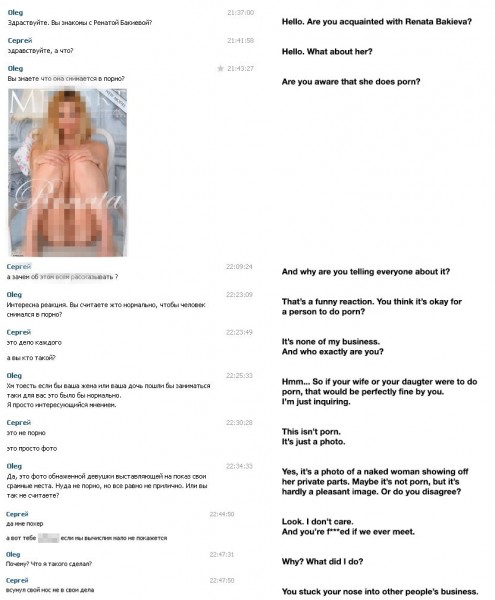 Oleg 21:37:00
Здраствуйте. Вы знакомы с Ренатой Бакиевой?
Hello. Are you acquainted with Renata Bakieva?
Сергей 21:41:58
здравствуйте, а что?
Hello. What about her?
Oleg 21:43:27
Вы знаете что она снимается в порно?
Are you aware that she does porn?
Renata
Сергей 22:09:24
а зачем об этом всем рассказывать ?
And why are you telling everyone about it?
Oleg 22:23:09
Интересна реакция. Вы считаете жто нормально, чтобы человек
снимался в порно?
That's a funny reaction. You think it's okay for
a person to do porn?
Сергей 22:23:49
это дело каждого
а вы кто такой?
It's none of my business.
And who exactly are you?
Oleg 22:25:33
Хм тоесть если бы ваша жена или ваша дочь пошли бы заниматься
таки для вас это было бы нормально.
Я просто интересующийся мнением.
Hmm... So if your wife or your daugter were to do
porn, that would be perfectly fine by you.
I'm just inquiring.
Сергей 22:30:28
это не порно
это просто фото
This isn't porn.
It's just a photo.
Oleg 22:34:33
Да, это фото обнаженной девушки выставляющей на показ свои
срамные места. Нуда не порно, но все равно не прилично. Или вы
так не считаете?
Yes, it's a photo of a naked woman showing off
her private parts. Maybe it's not porn, but it's
hardly a pleasant image. Or do you disagree?
Сергей 22:44:50
да мне похер
а вот тебе если мы вычислим мало не покажется
Look. I don't care.
And you're f***ed if we ever meet.
Oleg 22:47:31
Почему? Что я такого сделал?
Why? What did I do?
Сергей 22:47:50
всунул свой нос не в свои дела
You stuck your nose into other people's business.